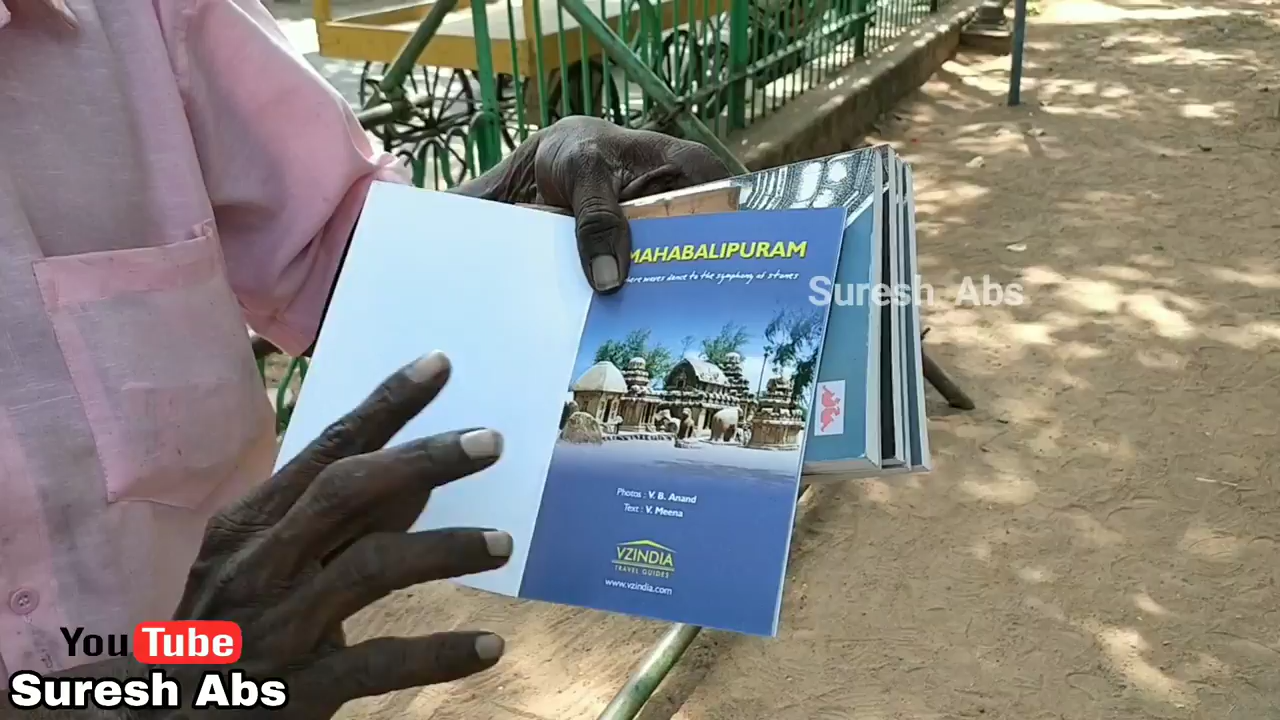 MAHABALIPURAM
waves dance to the symphony of stones
Photos : V. B. Anand
Text : V. Meena
VZINDIA
TRAVEL GUIDES
www.vzindia.com
Suresh Abs
You Tube
Suresh Abs